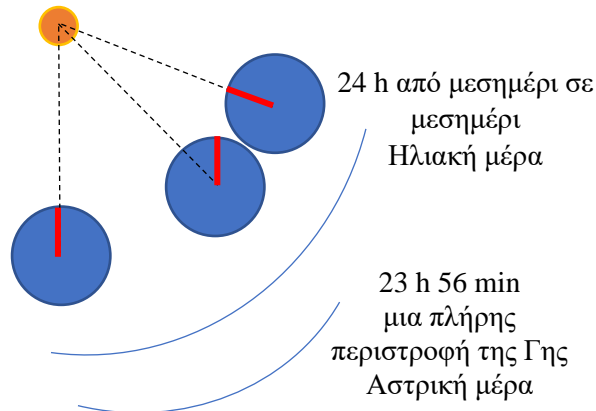 24 h από μεσημέρι σε
μεσημέρι
Ηλιακή μέρα
23 h 56 min
μια πλήρης
περιστροφή της Γης
Αστρική μέρα